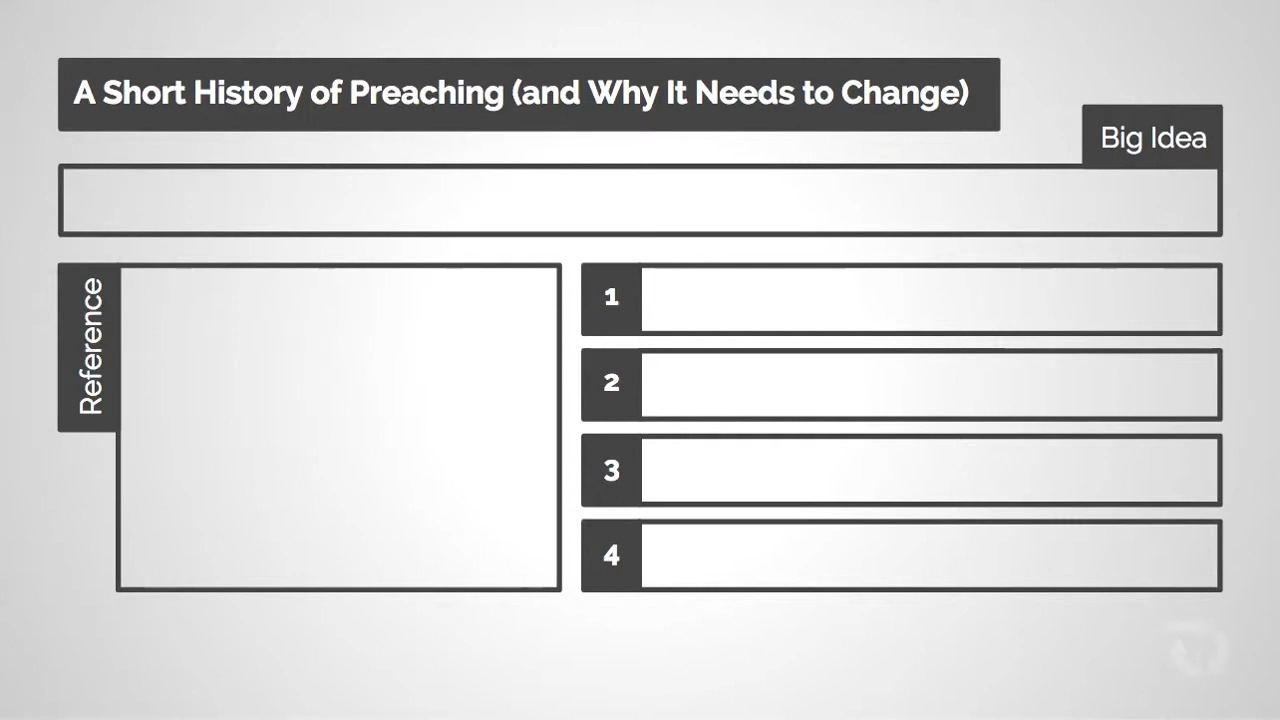 A Short History of Preaching (and Why It Needs to Change)
Big Idea
Reference
1
2
3
4